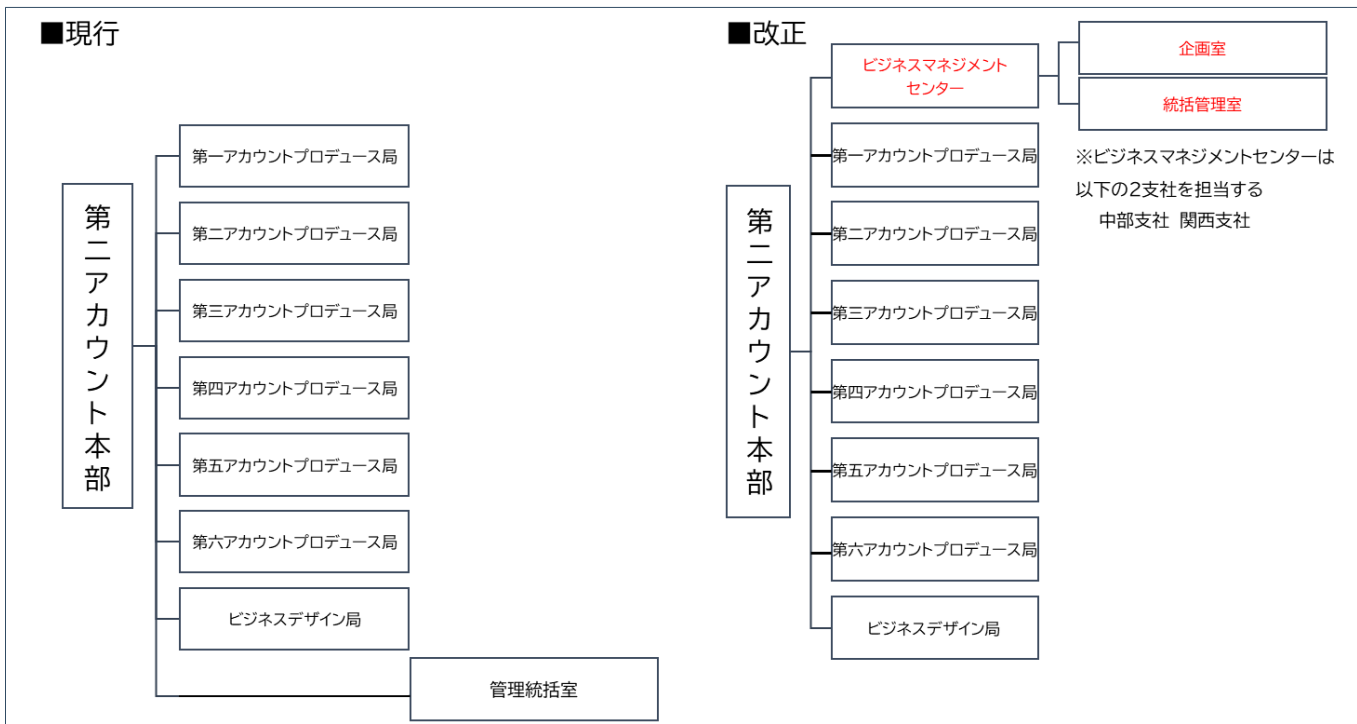 ■現行
第二アカウント本部
第一アカウントプロデュース局
第二アカウントプロデュース局
第三アカウントプロデュース局
第四アカウントプロデュース局
第五アカウントプロデュース局
第六アカウントプロデュース局
ビジネスデザイン局
管理統括室
■改正
第二アカウント本部
ビジネスマネジメント
センター
企画室
統括管理室
※ビジネスマネジメントセンターは
以下の2支社を担当する
中部支社 関西支社
第一アカウントプロデュース局
第二アカウントプロデュース局
第三アカウントプロデュース局
第四アカウントプロデュース局
第五アカウントプロデュース局
第六アカウントプロデュース局
ビジネスデザイン局